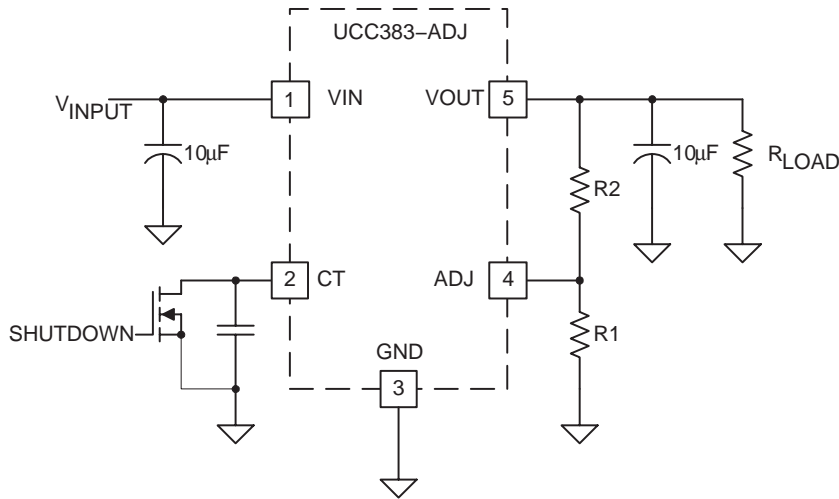 UCC383–ADJ
VINPUT
1
VIN
VOUT
5
10µF
10µF
RLOAD
R2
2
CT
ADJ
4
SHUTDOWN
R1
GND
3